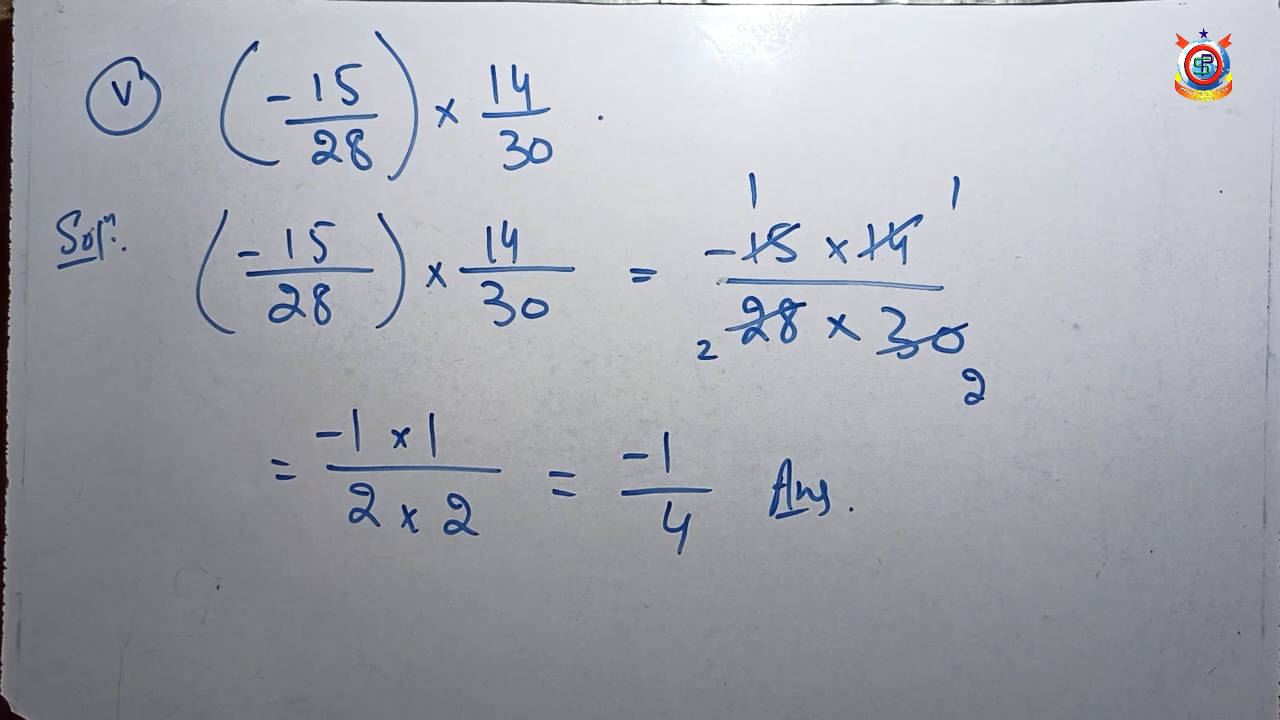 (v) (-15/28) × 14/30 .
Solⁿ:. (-15/28) × 14/30 = -15 × 14 / 28 × 30 1 1 2 2
= -1 × 1 / 2 × 2 = -1/4 Ans.